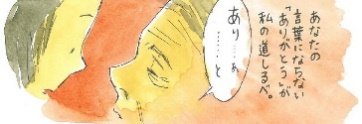 あなたの
言葉にならない
「ありがとう」が
私の道しるべ。
あり…が
……と